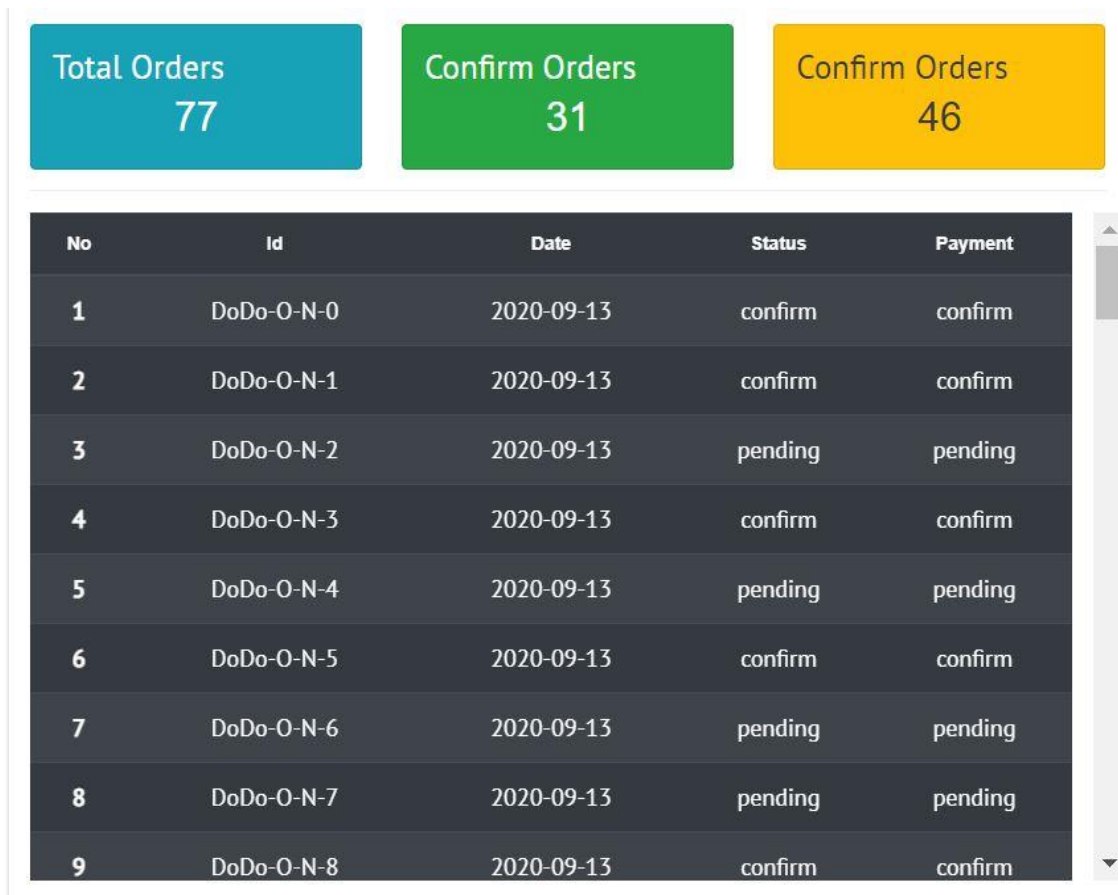 Total Orders
77
Confirm Orders
31
Confirm Orders
46
No Id Date Status Payment
1 DoDo-O-N-0 2020-09-13 confirm confirm
2 DoDo-O-N-1 2020-09-13 confirm confirm
3 DoDo-O-N-2 2020-09-13 pending pending
4 DoDo-O-N-3 2020-09-13 confirm confirm
5 DoDo-O-N-4 2020-09-13 pending pending
6 DoDo-O-N-5 2020-09-13 confirm confirm
7 DoDo-O-N-6 2020-09-13 pending pending
8 DoDo-O-N-7 2020-09-13 pending pending
9 DoDo-O-N-8 2020-09-13 confirm confirm